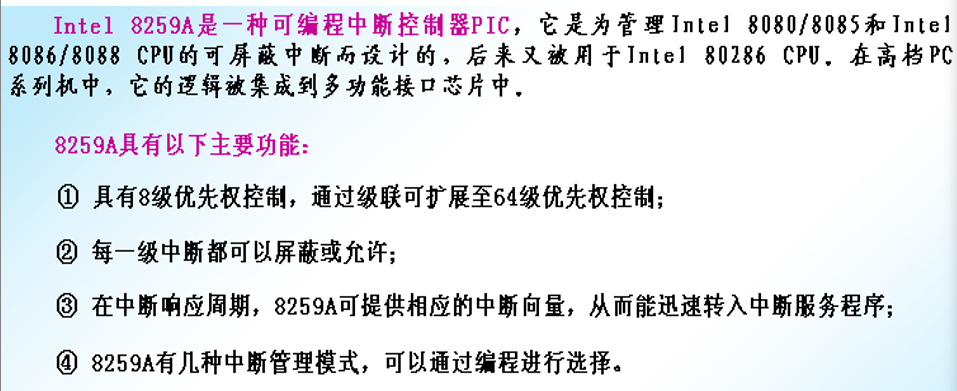 Intel 8259A是一种可编程中断控制器PIC，它是为管理Intel 8080/8085和Intel
8086/8088 CPU的可屏蔽中断而设计的，后来又被用于Intel 80286 CPU．在高档PC
系列机中，它的逻辑被集成到多功能接口芯片中．
8259A具有以下主要功能：
① 具有8级优先权控制，通过级联可扩展至64级优先权控制；
② 每一级中断都可以屏蔽或允许；
③ 在中断响应周期，8259A可提供相应的中断向量，从而能迅速转入中断服务程序；
④ 8259A有几种中断管理模式，可以通过编程进行选择。